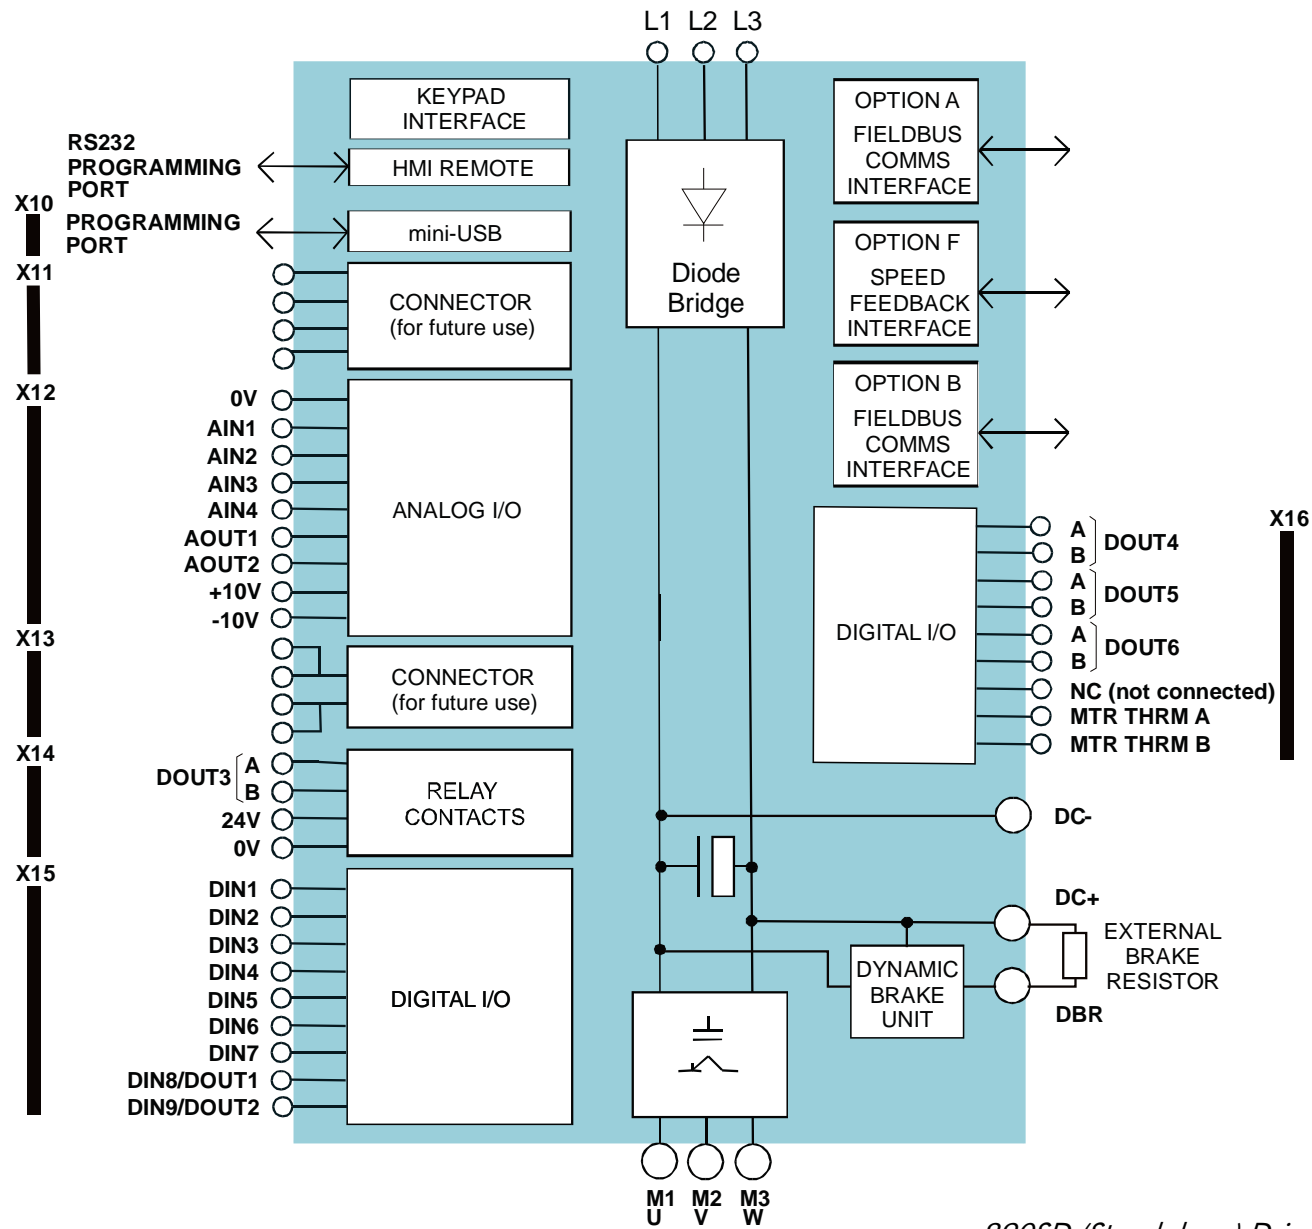 L1 L2 L3
KEYPAD
INTERFACE
RS232
PROGRAMMING
PORT
HMI REMOTE
X10
PROGRAMMING
PORT
mini-USB
X11
CONNECTOR
(for future use)
Diode
Bridge
OPTION A
FIELDBUS
COMMS
INTERFACE
OPTION F
SPEED
FEEDBACK
INTERFACE
OPTION B
FIELDBUS
COMMS
INTERFACE
X12
0V
AIN1
AIN2
AIN3
AIN4
AOUT1
AOUT2
+10V
-10V
ANALOG I/O
X13
CONNECTOR
(for future use)
X14
DOUT3
A
B
24V
0V
RELAY
CONTACTS
X15
DIN1
DIN2
DIN3
DIN4
DIN5
DIN6
DIN7
DIN8/DOUT1
DIN9/DOUT2
DIGITAL I/O
X16
DIGITAL I/O
A
B
DOUT4
A
B
DOUT5
A
B
DOUT6
NC (not connected)
MTR THRM A
MTR THRM B
DC-
DC+
EXTERNAL
BRAKE
RESISTOR
DYNAMIC
BRAKE
UNIT
DBR
M1 M2 M3
U V W